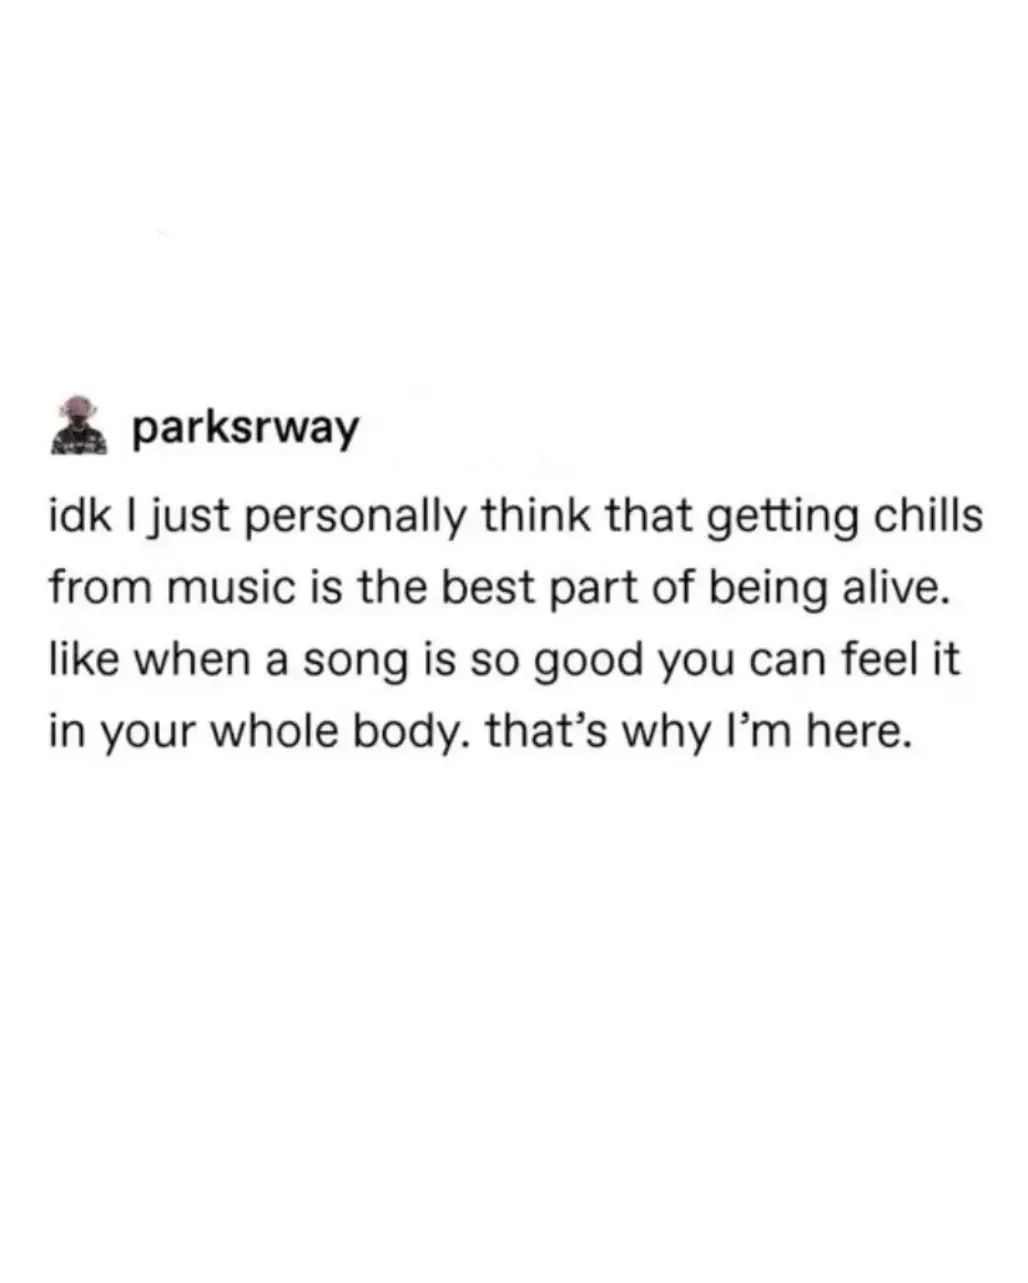 parksrway
idk I just personally think that getting chills
from music is the best part of being alive.
like when a song is so good you can feel it
in your whole body. that’s why I’m here.